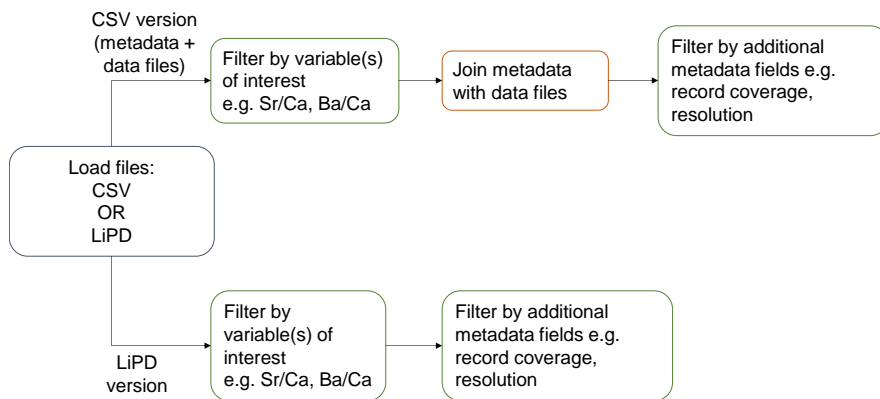 CSV version
(metadata +
data files)
Filter by variable(s)
of interest
e.g. Sr/Ca, Ba/Ca
Join metadata
with data files
Filter by additional
metadata fields e.g.
record coverage,
resolution
Load files:
CSV
OR
LiPD
LiPD
version
Filter by
variable(s) of
interest
e.g. Sr/Ca, Ba/Ca
Filter by additional
metadata fields e.g.
record coverage,
resolution